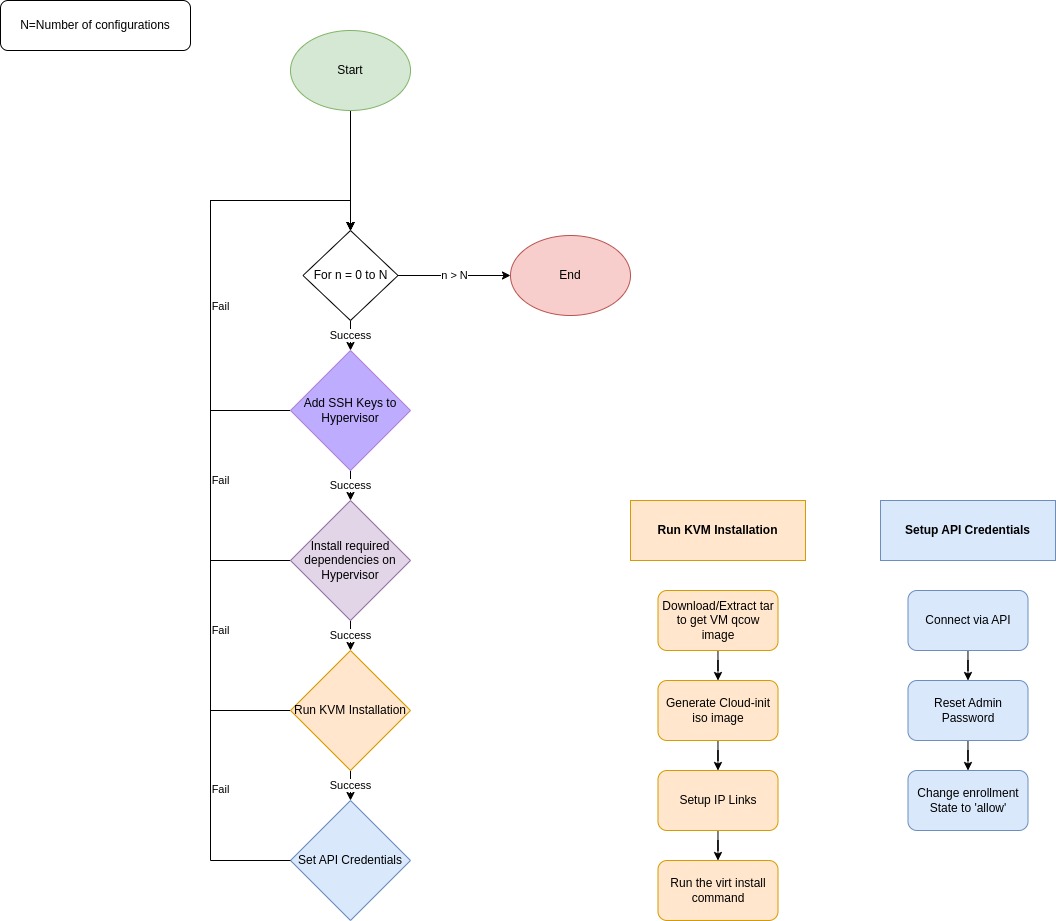 N=Number of configurations
Start
For n = 0 to N
n > N
End
Fail
Success
Add SSH Keys to
Hypervisor
Fail
Success
Install required
dependencies on
Hypervisor
Fail
Success
Run KVM Installation
Fail
Success
Set API Credentials
Run KVM Installation
Download/Extract tar
to get VM qcow
image
Generate Cloud-init
iso image
Setup IP Links
Run the virt install
command
Setup API Credentials
Connect via API
Reset Admin
Password
Change enrollment
State to 'allow'